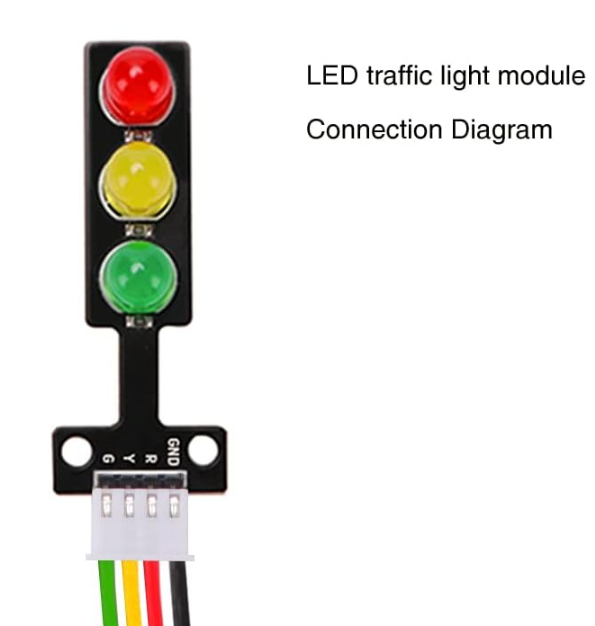 LED traffic light module
Connection Diagram
G Y R GND